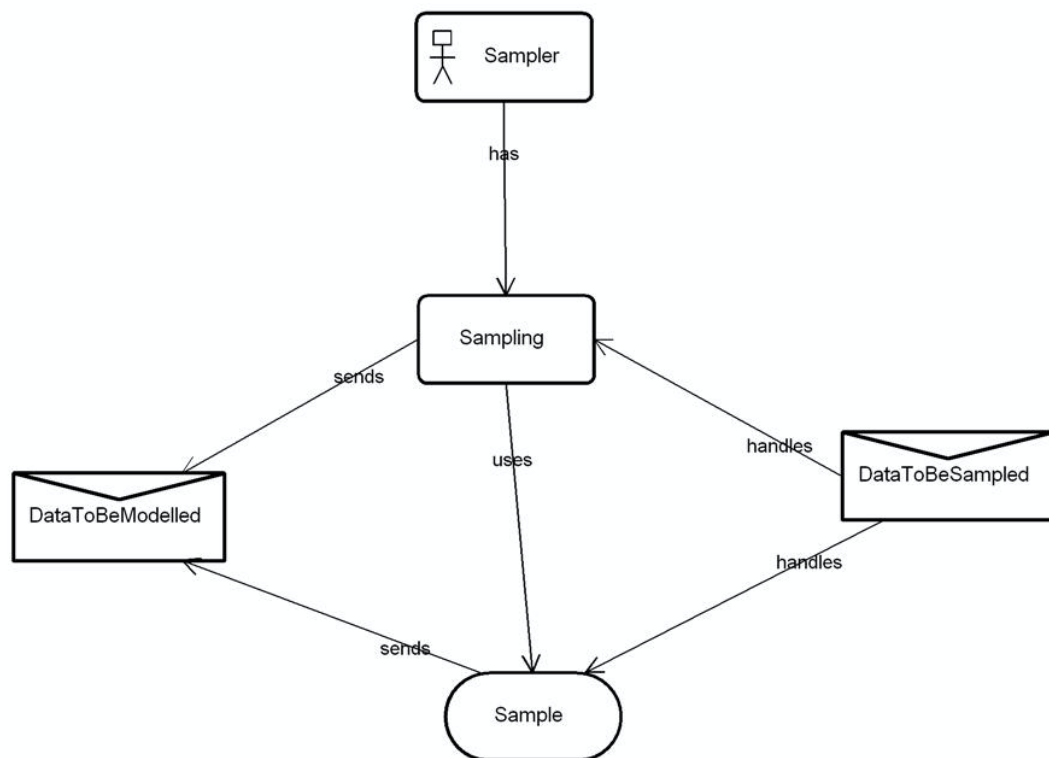 Sampler
has
Sampling
sends
handles
uses
DataToBeSampled
DataToBeModelled
handles
sends
Sample